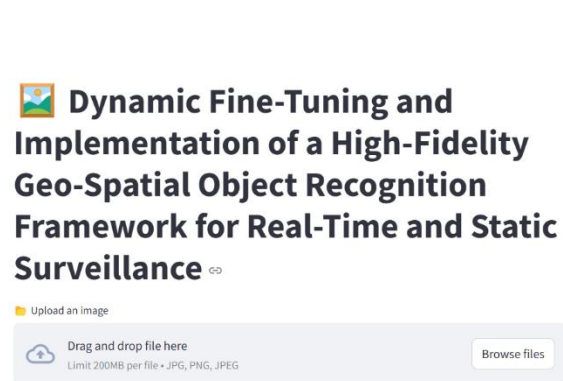 Dynamic Fine-Tuning and
Implementation of a High-Fidelity
Geo-Spatial Object Recognition
Framework for Real-Time and Static
Surveillance
Upload an image
Drag and drop file here
Limit 200MB per file • JPG, PNG, JPEG
Browse files